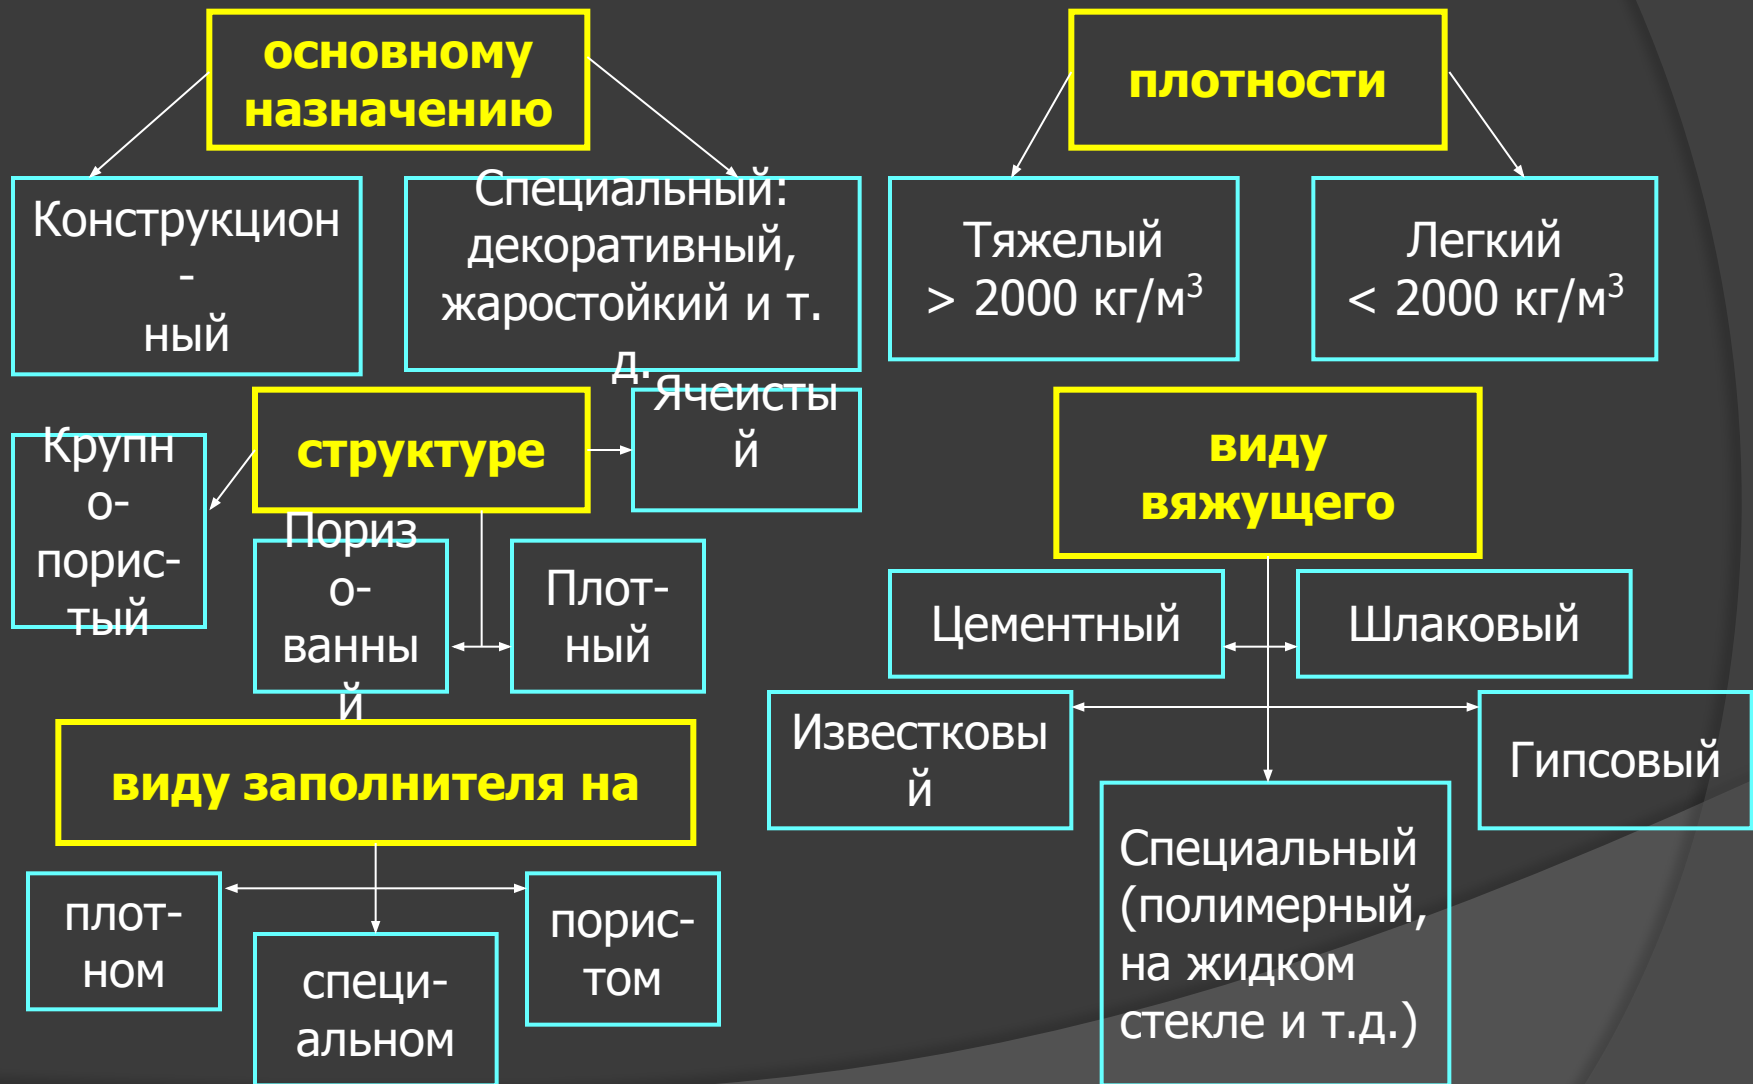 основному
назначению
плотности
Конструкцион
-
ный
Специальный:
декоративный,
жаростойкий и т.
д.
Тяжелый
> 2000 кг/м³
Легкий
< 2000 кг/м³
структуре
Ячеисты
й
Крупн
о-
порис-
тый
Пориз
о-
ванны
й
Плот-
ный
виду
вяжущего
Цементный
Шлаковый
Известковы
й
Гипсовый
Специальный
(полимерный,
на жидком
стекле и т.д.)
виду заполнителя на
плот-
ном
специ-
альном
порис-
том